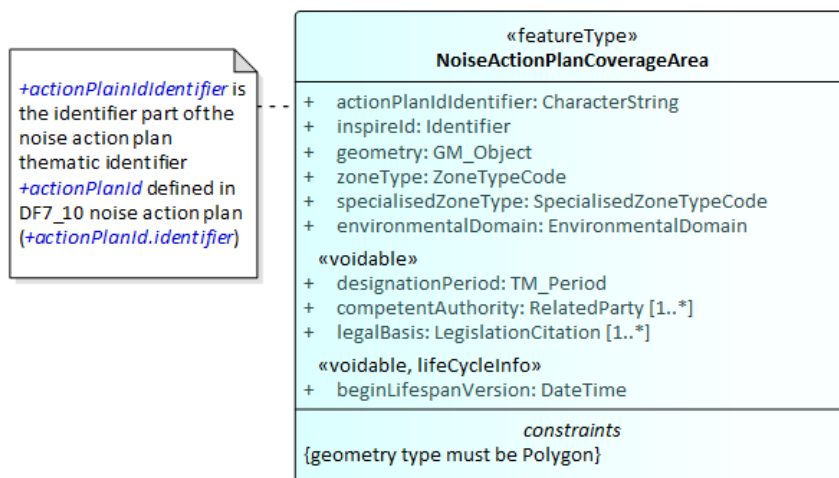 +actionPlainIdIdentifier is
the identifier part of the
noise action plan
thematic identifier
+actionPlanId defined in
DF7_10 noise action plan
(+actionPlanId.identifier)
«featureType»
NoiseActionPlanCoverageArea
+ actionPlanIdIdentifier: CharacterString
+ inspireId: Identifier
+ geometry: GM_Object
+ zoneType: ZoneTypeCode
+ specialisedZoneType: SpecialisedZoneTypeCode
+ environmentalDomain: EnvironmentalDomain
«voidable»
+ designationPeriod: TM_Period
+ competentAuthority: RelatedParty [1..*]
+ legalBasis: LegislationCitation [1..*]
«voidable, lifeCycleInfo»
+ beginLifespanVersion: DateTime
constraints
{geometry type must be Polygon}